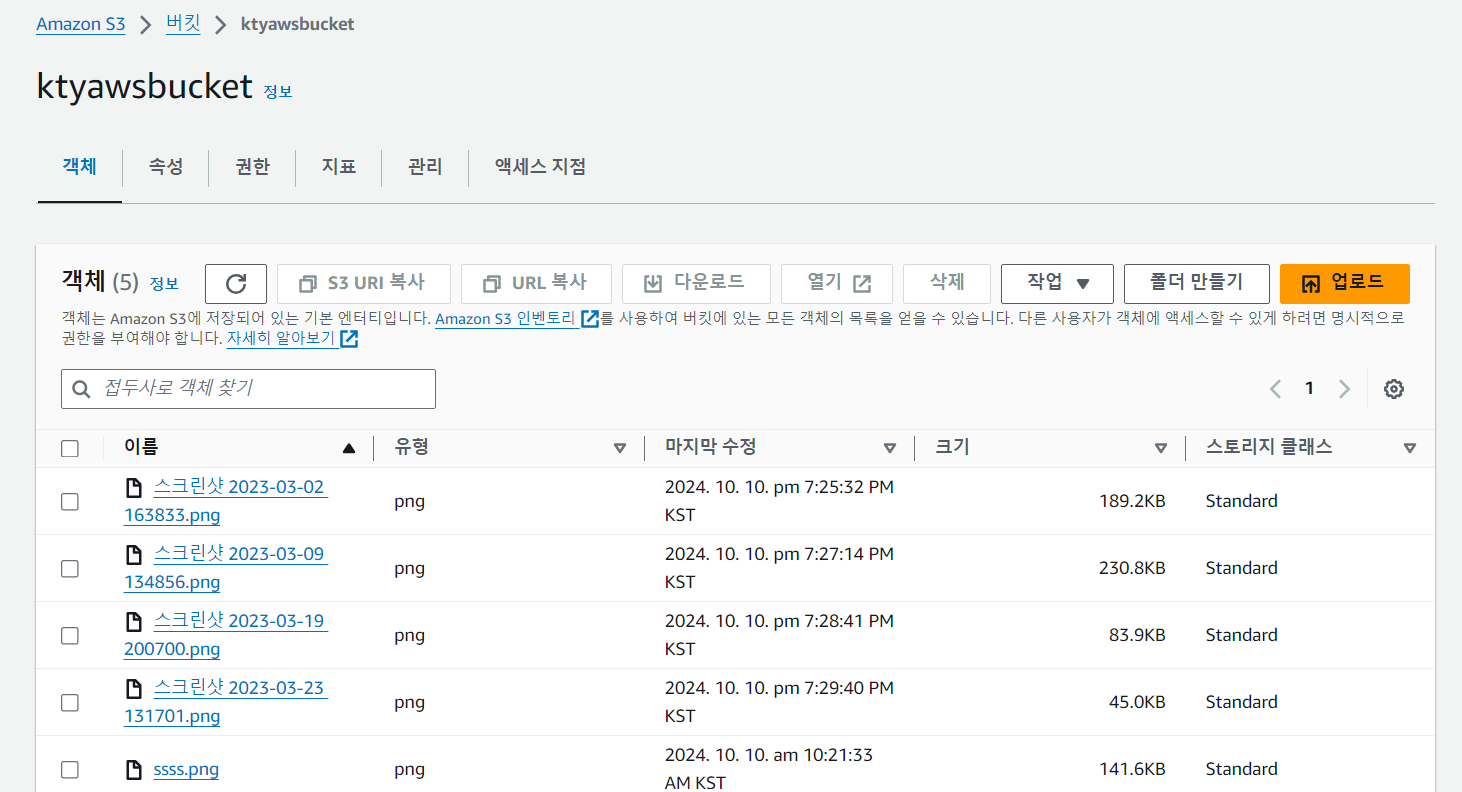 Amazon S3 > 버킷 > ktyawsbucket
ktyawsbucket 정보
객체 속성 권한 지표 관리 액세스 지점
객체 (5) 정보 S3 URI 복사 URL 복사 다운로드 열기 삭제 작업 ▼ 폴더 만들기 업로드
객체는 Amazon S3에 저장되어 있는 기본 엔터티입니다. Amazon S3 인벤토리 를 사용하여 버킷에 있는 모든 객체의 목록을 얻을 수 있습니다. 다른 사용자가 객체에 액세스할 수 있게 하려면 명시적으로
권한을 부여해야 합니다. 자세히 알아보기
접두사로 객체 찾기 < 1 >
이름 ▲ 유형 ▽ 마지막 수정 ▽ 크기 ▽ 스토리지 클래스 ▽
스크린샷 2023-03-02
163833.png
png
2024. 10. 10. pm 7:25:32 PM
KST
189.2KB
Standard
스크린샷 2023-03-09
134856.png
png
2024. 10. 10. pm 7:27:14 PM
KST
230.8KB
Standard
스크린샷 2023-03-19
200700.png
png
2024. 10. 10. pm 7:28:41 PM
KST
83.9KB
Standard
스크린샷 2023-03-23
131701.png
png
2024. 10. 10. pm 7:29:40 PM
KST
45.0KB
Standard
ssss.png
png
2024. 10. 10. am 10:21:33
AM KST
141.6KB
Standard